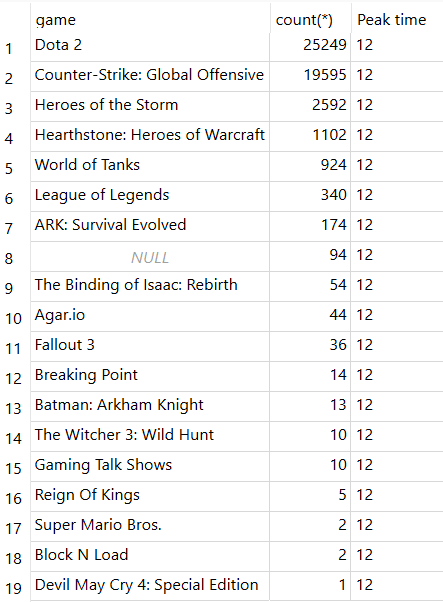 game count(*) Peak time
1 Dota 2 25249 12
2 Counter-Strike: Global Offensive 19595 12
3 Heroes of the Storm 2592 12
4 Hearthstone: Heroes of Warcraft 1102 12
5 World of Tanks 924 12
6 League of Legends 340 12
7 ARK: Survival Evolved 174 12
8 NULL 94 12
9 The Binding of Isaac: Rebirth 54 12
10 Agar.io 44 12
11 Fallout 3 36 12
12 Breaking Point 14 12
13 Batman: Arkham Knight 13 12
14 The Witcher 3: Wild Hunt 10 12
15 Gaming Talk Shows 10 12
16 Reign Of Kings 5 12
17 Super Mario Bros. 2 12
18 Block N Load 2 12
19 Devil May Cry 4: Special Edition 1 12